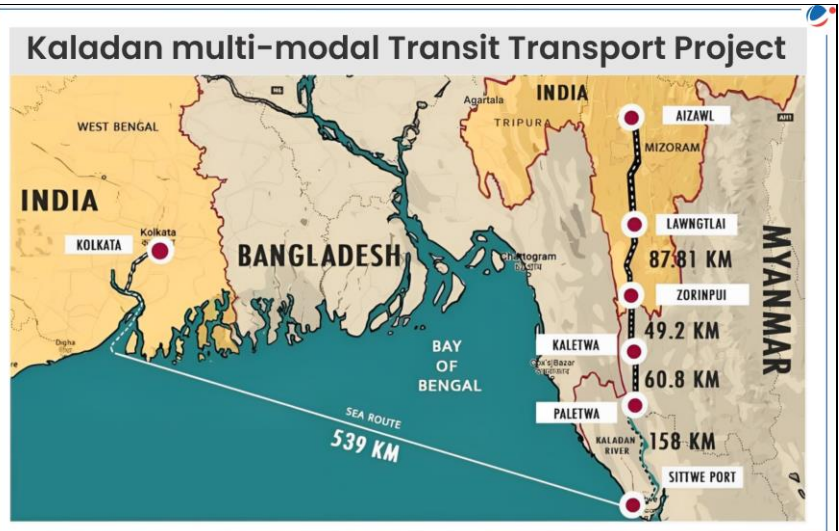 Kaladan multi-modal Transit Transport Project
INDIA
Agartala
TRIPURA
AIZAWL
WEST BENGAL
MIZORAM
INDIA
Kolkata
KOLKATA
BANGLADESH
LAWNGTLAI
MYANMAR
87.81 KM
ZORINPUI
49.2 KM
KALETWA
BAY
OF
BENGAL
60.8 KM
Digha
PALETWA
SEA ROUTE
539 KM
KALADAN
RIVER
158 KM
SITTWE PORT